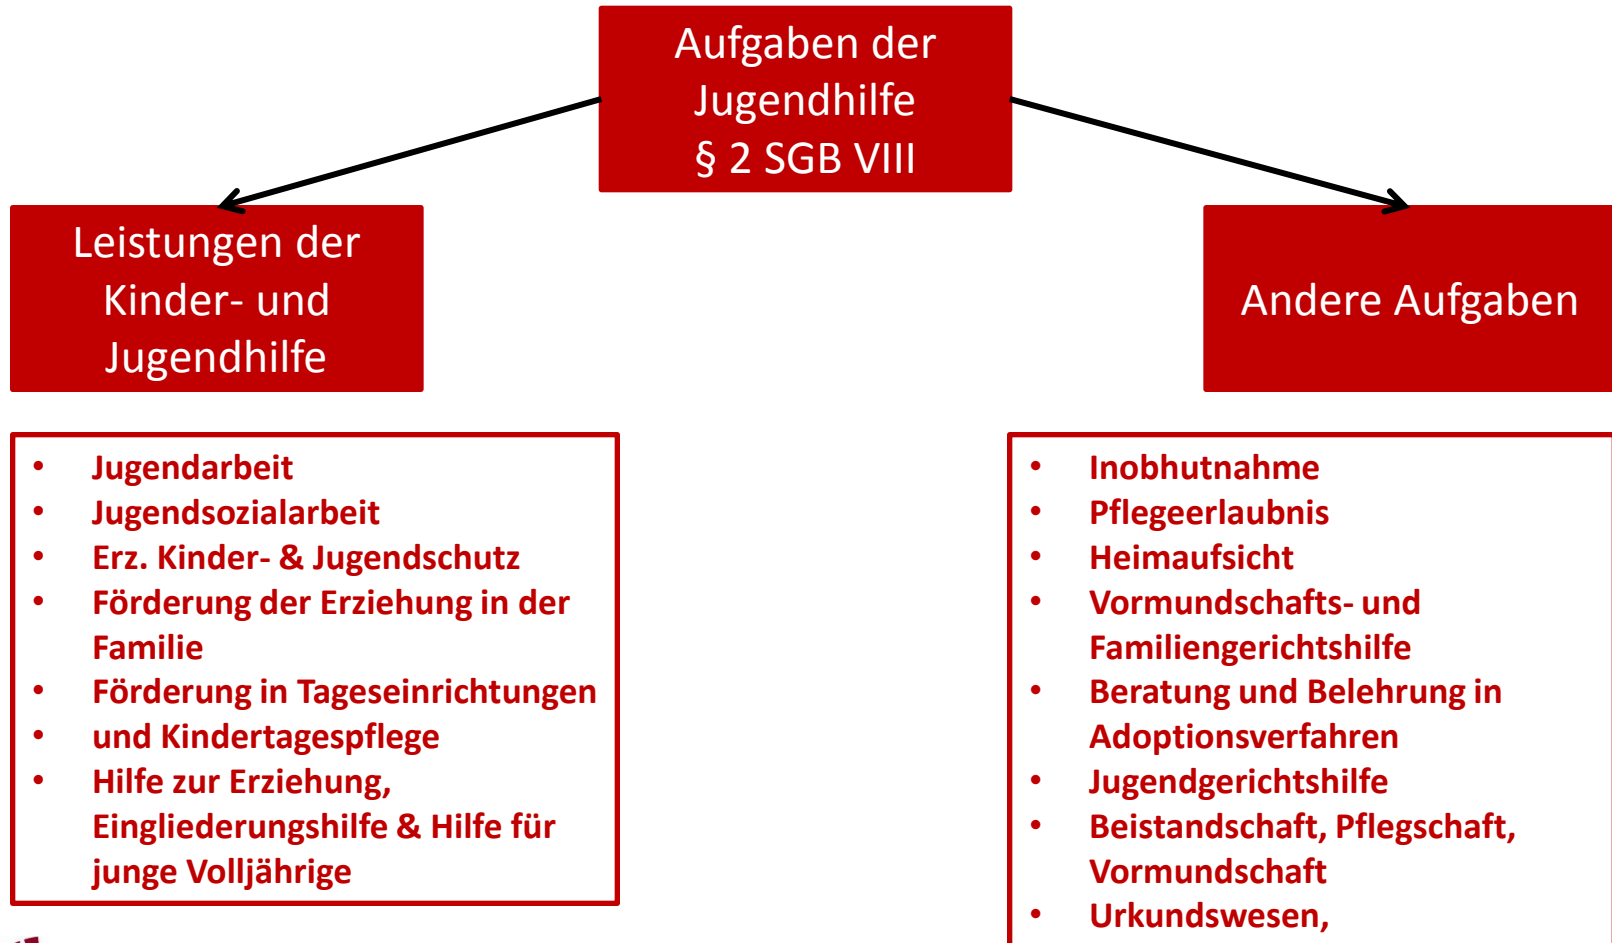 Aufgaben der
Jugendhilfe
§ 2 SGB VIII
Leistungen der
Kinder- und
Jugendhilfe
Andere Aufgaben
• Jugendarbeit
• Jugendsozialarbeit
• Erz. Kinder- & Jugendschutz
• Förderung der Erziehung in der
Familie
• Förderung in Tageseinrichtungen
• und Kindertagespflege
• Hilfe zur Erziehung,
Eingliederungshilfe & Hilfe für
junge Volljährige
• Inobhutnahme
• Pflegeerlaubnis
• Heimaufsicht
• Vormundschafts- und
Familiengerichtshilfe
• Beratung und Belehrung in
Adoptionsverfahren
• Jugendgerichtshilfe
• Beistandschaft, Pflegschaft,
Vormundschaft
• Urkundswesen,